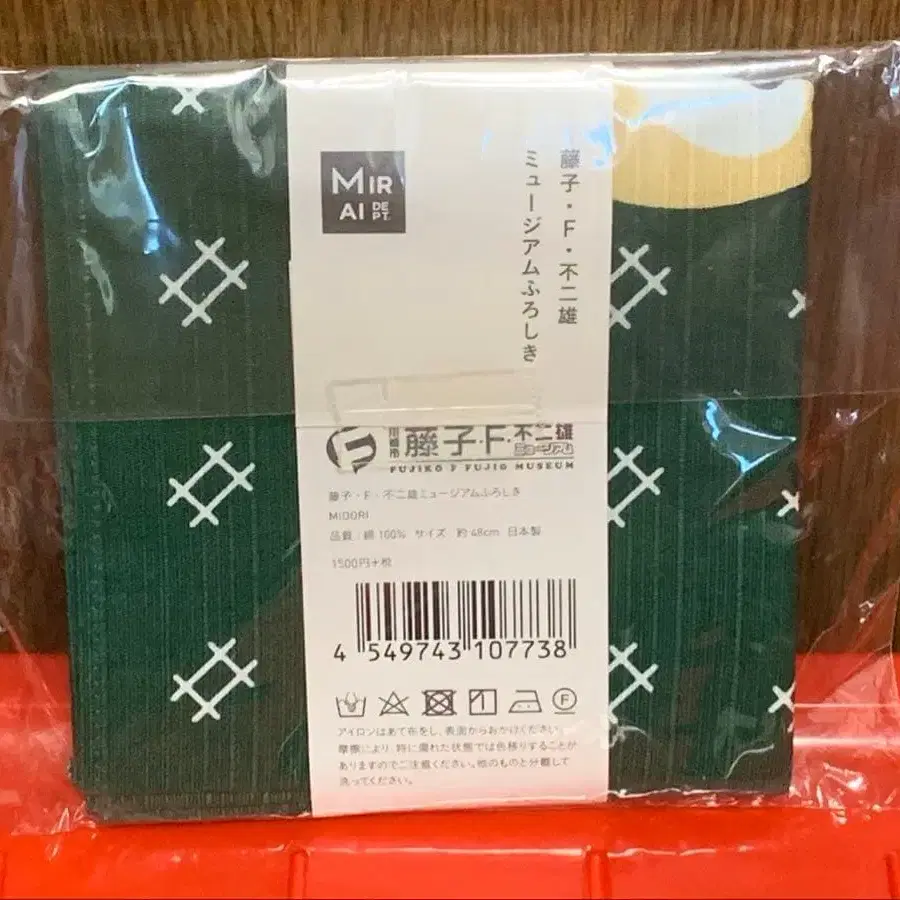 MIRAI DEPT.
藤子・F・不二雄
ミュージアムふろしき
川崎市 藤子・F・不二雄 ミュージアム
FUJIKO F FUJIO MUSEUM
藤子・F・不二雄ミュージアムふろしき
MIDORI
品質/綿100% サイズ 約48cm 日本製
1500円+税
4 549743 107738
F
アイロンはあて布をし、表面からおかけください。
摩擦により、特に濡れた状態では色移りすることが
ありますのでご注意ください。他のものと分離して
洗ってください。